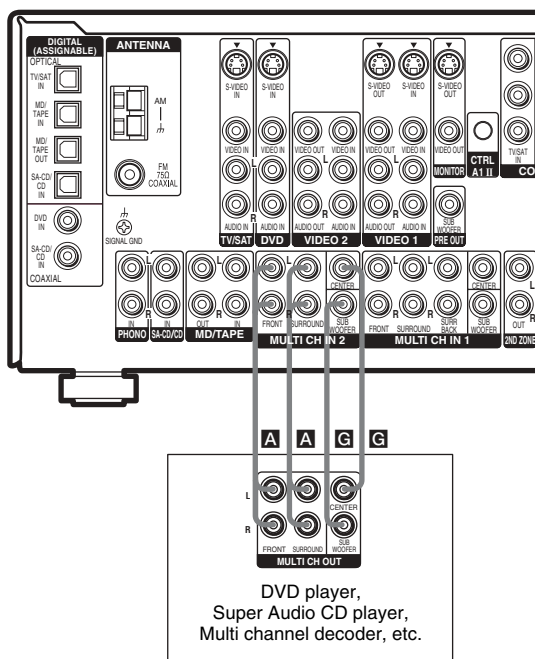 DIGITAL
(ASSIGNABLE)
OPTICAL
TV/SAT
IN
MD/
TAPE
IN
MD/
TAPE
OUT
SA-CD/
CD
IN
DVD
IN
SA-CD/
CD
IN
COAXIAL
ANTENNA
AM
FM
75Ω
COAXIAL
SIGNAL GND
S-VIDEO
IN
S-VIDEO
IN
S-VIDEO
OUT
S-VIDEO
IN
S-VIDEO
OUT
VIDEO IN
VIDEO IN
VIDEO OUT
VIDEO IN
VIDEO OUT
VIDEO IN
VIDEO OUT
MONITOR
CTRL
A1 II
TV/SAT
IN
CO
L
L
L
R
R
R
AUDIO IN
AUDIO IN
AUDIO OUT
AUDIO IN
AUDIO OUT
AUDIO IN
SUB
WOOFER
TV/SAT
DVD
VIDEO 2
VIDEO 1
PRE OUT
L
L
L
L
CENTER
CENTER
L
R
R
R
R
R
IN
IN
OUT
IN
FRONT
SURROUND
SUB
WOOFER
FRONT
SURROUND
SURR
BACK
SUB
WOOFER
OUT
PHONO
SA-CD/CD
MD/TAPE
MULTI CH IN 2
MULTI CH IN 1
2ND ZONE
A
A
G
G
L
CENTER
R
FRONT
SURROUND
SUB
WOOFER
MULTI CH OUT
DVD player,
Super Audio CD player,
Multi channel decoder, etc.